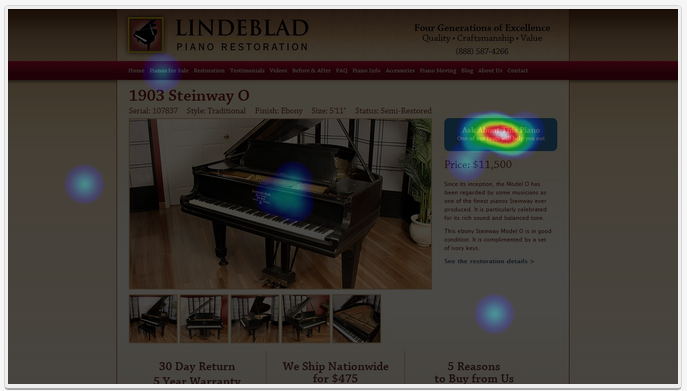 LINDEBLAD
PIANO RESTORATION
Four Generations of Excellence
Quality • Craftsmanship • Value
(888) 587-4266
Home Pianos for Sale Restoration Testimonials Videos Before & After FAQ Piano Info Accessories Piano Moving Blog About Us Contact
1903 Steinway O
Serial: 107837 Style: Traditional Finish: Ebony Size: 5'11" Status: Semi-Restored
Ask About This Piano
Price: $11,500
Since its inception, the Model O has
been regarded by some musicians as
one of the finest pianos Steinway ever
produced. It is particularly celebrated
for its rich sound and balanced tone.
This ebony Steinway Model O is in good
condition. It is complimented by a set
of ivory keys.
See the restoration details >
30 Day Return
5 Year Warranty
We Ship Nationwide
for $475
5 Reasons
to Buy from Us